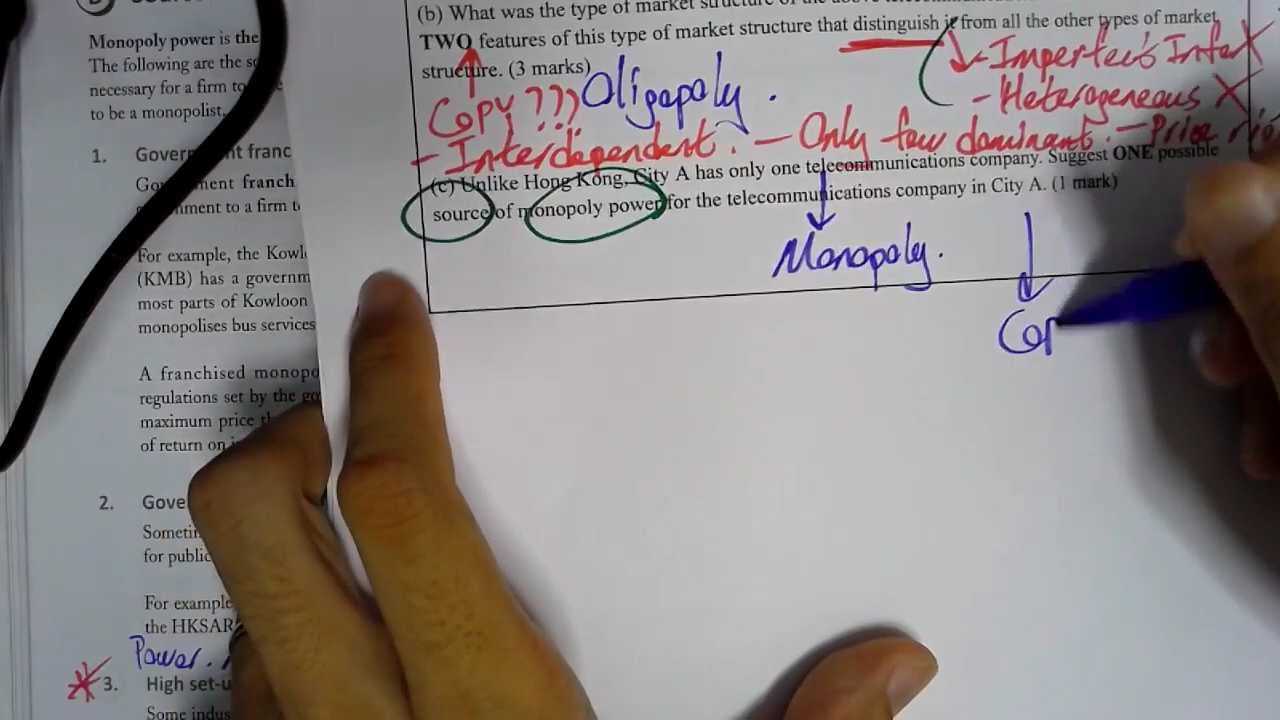 Monopoly power is the
The following are the
necessary for a firm to
to be a monopolist.
1. Government franc
Government franch
nment to a firm t
For example, the Kowl
(KMB) has a governm
most parts of Kowloon
monopolises bus services
A franchised monopo
regulations set by the go
maximum price th
of return on
2. Gove
Someti
for public
For example
the HKSAR
Power.
3. High set-u
Some indus
(b) What was the type of market structure of the above
TWO features of this type of market structure that distinguish it from all the other types of market
structure. (3 marks)
Oligopoly.
- Imperfect Info X
- Heterogeneous X
Copy ???
- Interdependent. - Only few dominant. - Price
(c) Unlike Hong Kong, City A has only one telecommunications company. Suggest ONE possible
source of monopoly power for the telecommunications company in City A. (1 mark)
Monopoly.
Cop